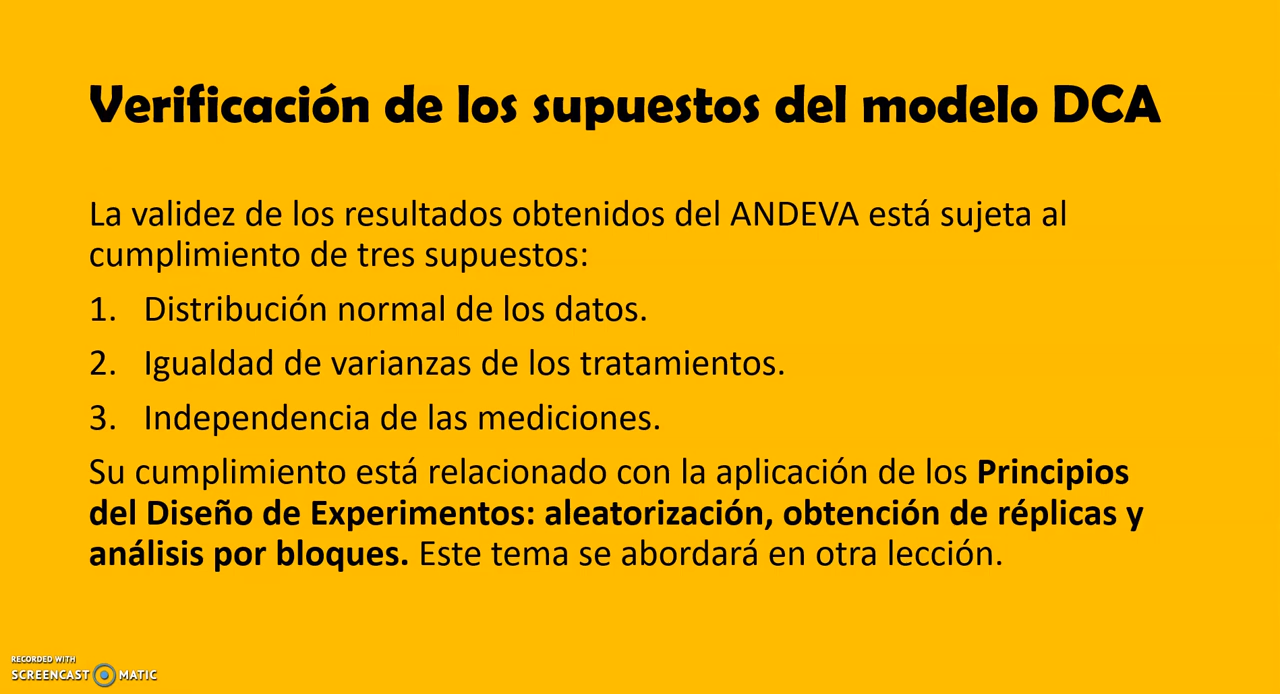 Verificación de los supuestos del modelo DCA
La validez de los resultados obtenidos del ANDEVA está sujeta al
cumplimiento de tres supuestos:
1. Distribución normal de los datos.
2. Igualdad de varianzas de los tratamientos.
3. Independencia de las mediciones.
Su cumplimiento está relacionado con la aplicación de los Principios
del Diseño de Experimentos: aleatorización, obtención de réplicas y
análisis por bloques. Este tema se abordará en otra lección.
RECORDED WITH
SCREENCAST MATIC